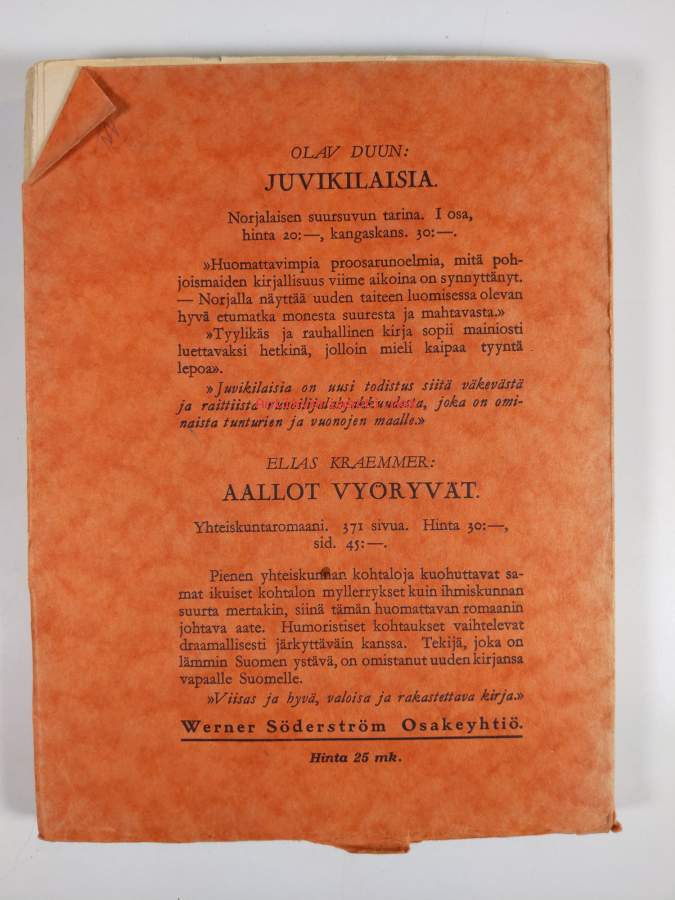 OLAV DUUN:
JUVIKILAISIA.
Norjalaisen suursuvun tarina. I osa,
hinta 20:—, kangaskans. 30:—.
»Huomattavimpia proosarunoelmia, mitä poh-
joismaiden kirjallisuus viime aikoina on synnyttänyt.
— Norjalla näyttää uuden taiteen luomisessa olevan
hyvä etumatka monesta suuresta ja mahtavasta.»
»Tyylikäs ja rauhallinen kirja sopii mainiosti
luettavaksi hetkinä, jolloin mieli kaipaa tyyntä
lepoa».
»Juvikilaisia on uusi todistus siitä väkevästä
ja raittiista joka on omi-
naista tunturien ja vuonojen maalle.»
ELIAS KRAEMMER:
AALLOT VYÖRYVÄT.
Yhteiskuntaromaani. 371 sivua. Hinta 30:—,
sid. 45:—.
Pienen yhteiskunnan kohtaloja kuohuttavat sa-
mat ikuiset kohtalon myllerrykset kuin ihmiskunnan
suurta mertakin, siinä tämän huomattavan romaanin
johtava aate. Humoristiset kohtaukset vaihtelevat
draamallisesti järkyttäväin kanssa. Tekijä, joka on
lämmin Suomen ystävä, on omistanut uuden kirjansa
vapaalle Suomelle.
»Viisas ja hyvä, valoisa ja rakastettava kirja.»
Werner Söderström Osakeyhtiö.
Hinta 25 mk.